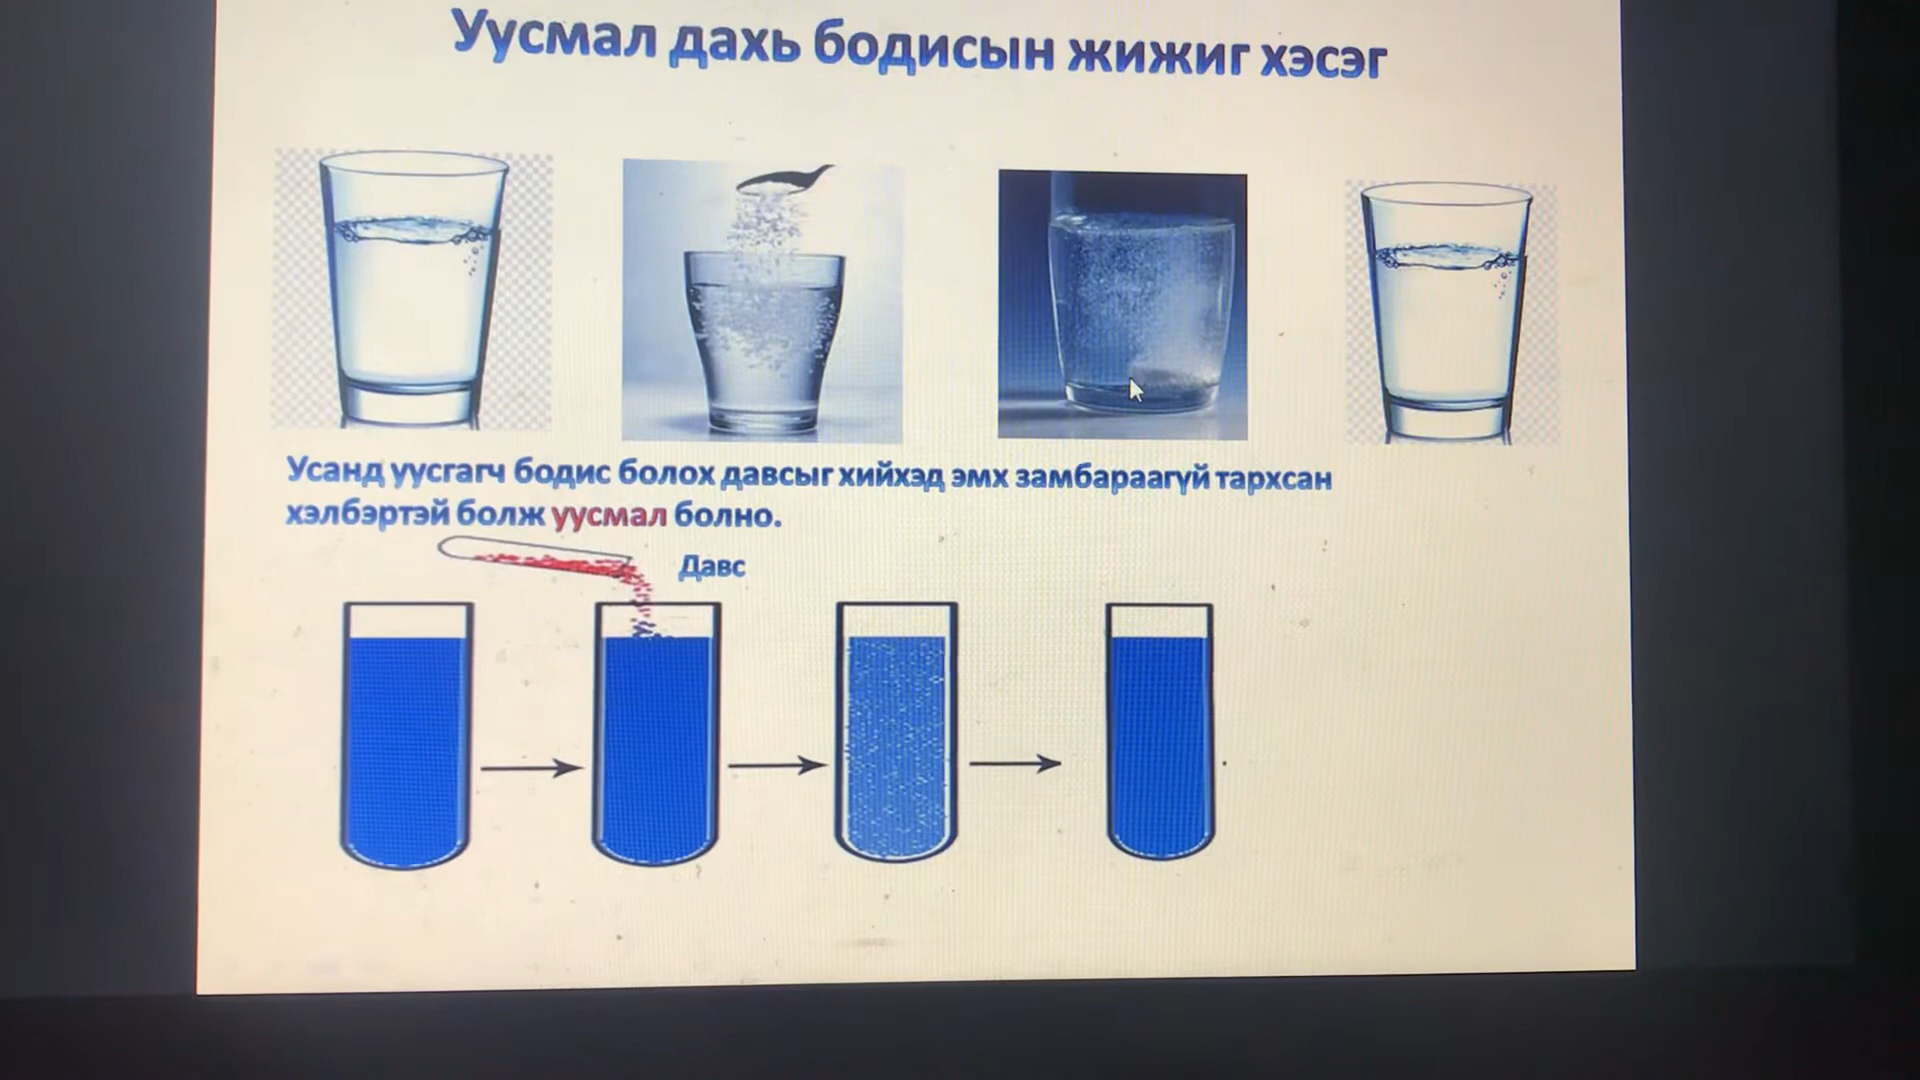 Уусмал дахь бодисын жижиг хэсэг
Усанд уусгагч бодис болох давсыг хийхэд эмх замбараагүй тархсан
хэлбэртэй болж уусмал болно.
Давс